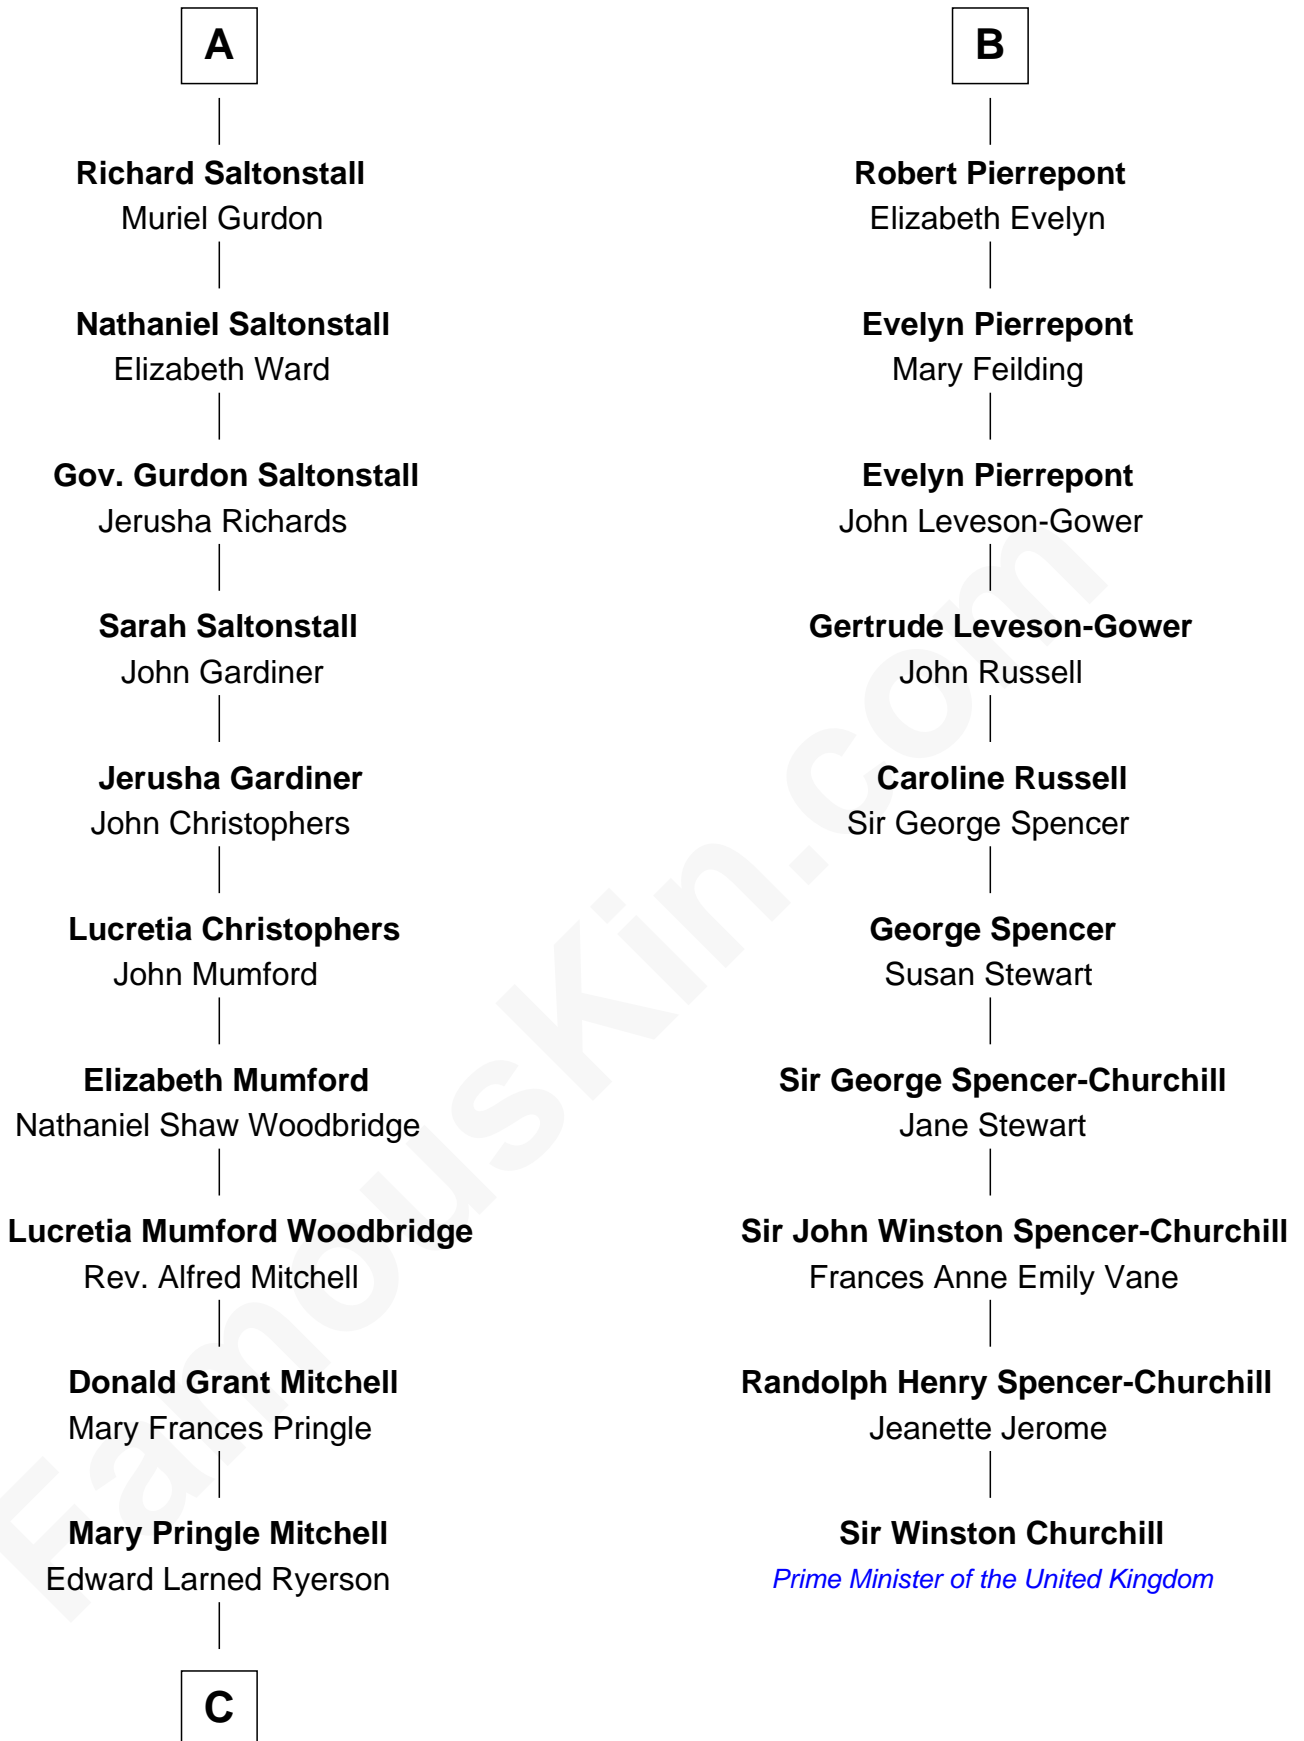 A
Richard Saltonstall
Muriel Gurdon
Nathaniel Saltonstall
Elizabeth Ward
Gov. Gurdon Saltonstall
Jerusha Richards
Sarah Saltonstall
John Gardiner
Jerusha Gardiner
John Christophers
Lucretia Christophers
John Mumford
Elizabeth Mumford
Nathaniel Shaw Woodbridge
Lucretia Mumford Woodbridge
Rev. Alfred Mitchell
Donald Grant Mitchell
Mary Frances Pringle
Mary Pringle Mitchell
Edward Larned Ryerson
C
B
Robert Pierrepont
Elizabeth Evelyn
Evelyn Pierrepont
Mary Feilding
Evelyn Pierrepont
John Leveson-Gower
Gertrude Leveson-Gower
John Russell
Caroline Russell
Sir George Spencer
George Spencer
Susan Stewart
Sir George Spencer-Churchill
Jane Stewart
Sir John Winston Spencer-Churchill
Frances Anne Emily Vane
Randolph Henry Spencer-Churchill
Jeanette Jerome
Sir Winston Churchill
Prime Minister of the United Kingdom
FamousKin.com